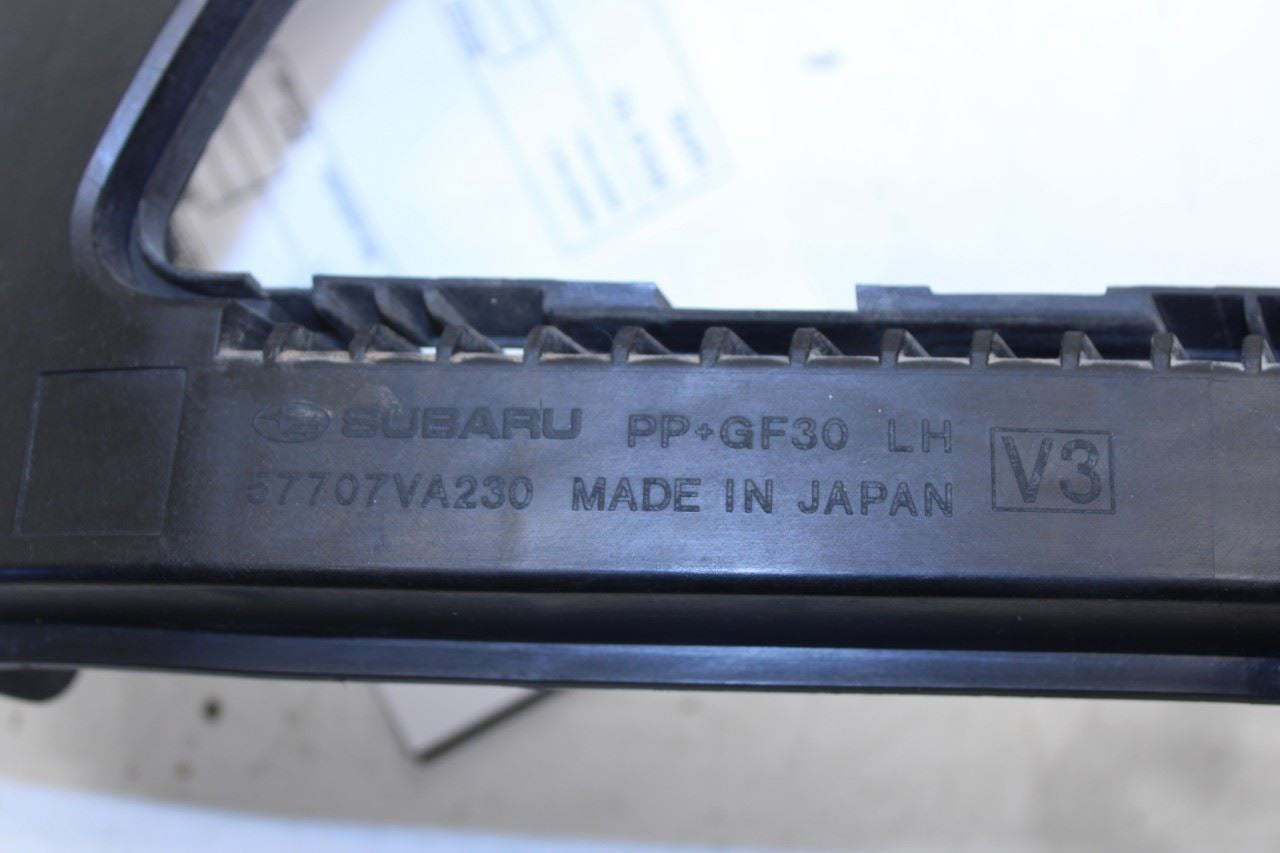 SUBARU PP+GF30 LH
57707VA230 MADE IN JAPAN
V3